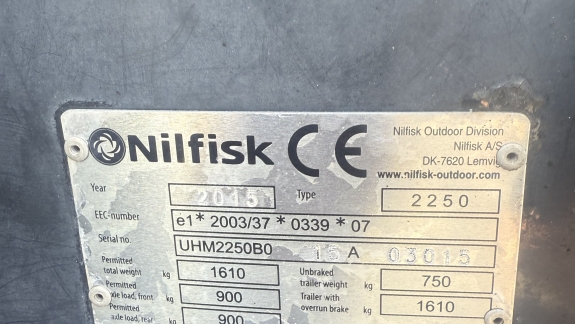 Nilfisk CE
Nilfisk Outdoor Division
Nilfisk A/S
DK-7620 Lemvig
www.nilfisk-outdoor.com
Year 2015 Type 2250
EEC-number e1* 2003/37 * 0339 * 07
Serial no. UHM2250B0 15 A 03015
Permitted total weight kg 1610 Unbraked trailer weight kg 750
Permitted axle load, front kg 900 Trailer with overrun brake kg 1610
Permitted axle load, rear kg 900